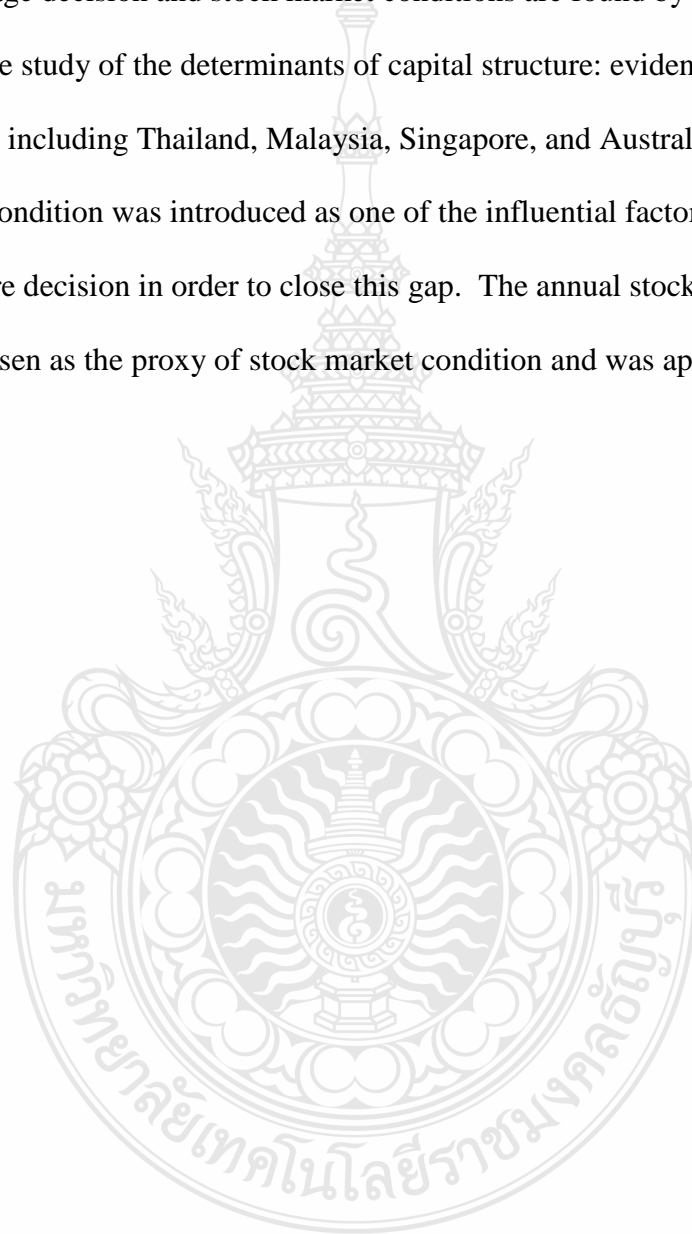 ge decision and stock market conditions are found by
e study of the determinants of capital structure: eviden
including Thailand, Malaysia, Singapore, and Austral
ondition was introduced as one of the influential factor
re decision in order to close this gap. The annual stock
sen as the proxy of stock market condition and was ap
มหาวิทยาลัยเทคโนโลยีราชมงคลธัญบุรี